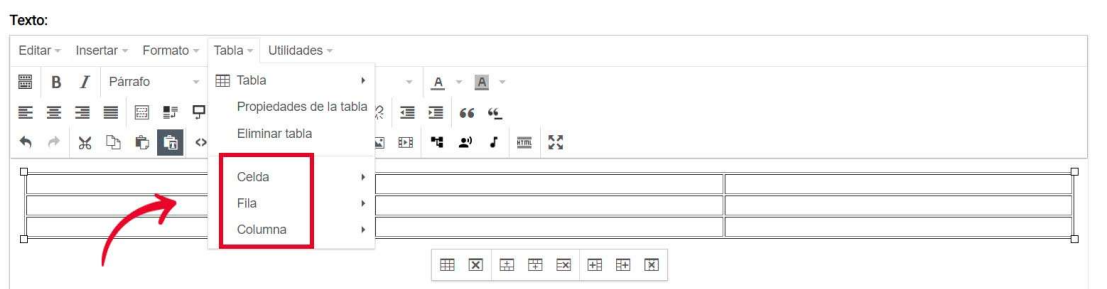 Texto:
Editar Insertar Formato Tabla Utilidades
B I Párrafo Tabla A A
Propiedades de la tabla
Eliminar tabla
Celda
Fila
Columna